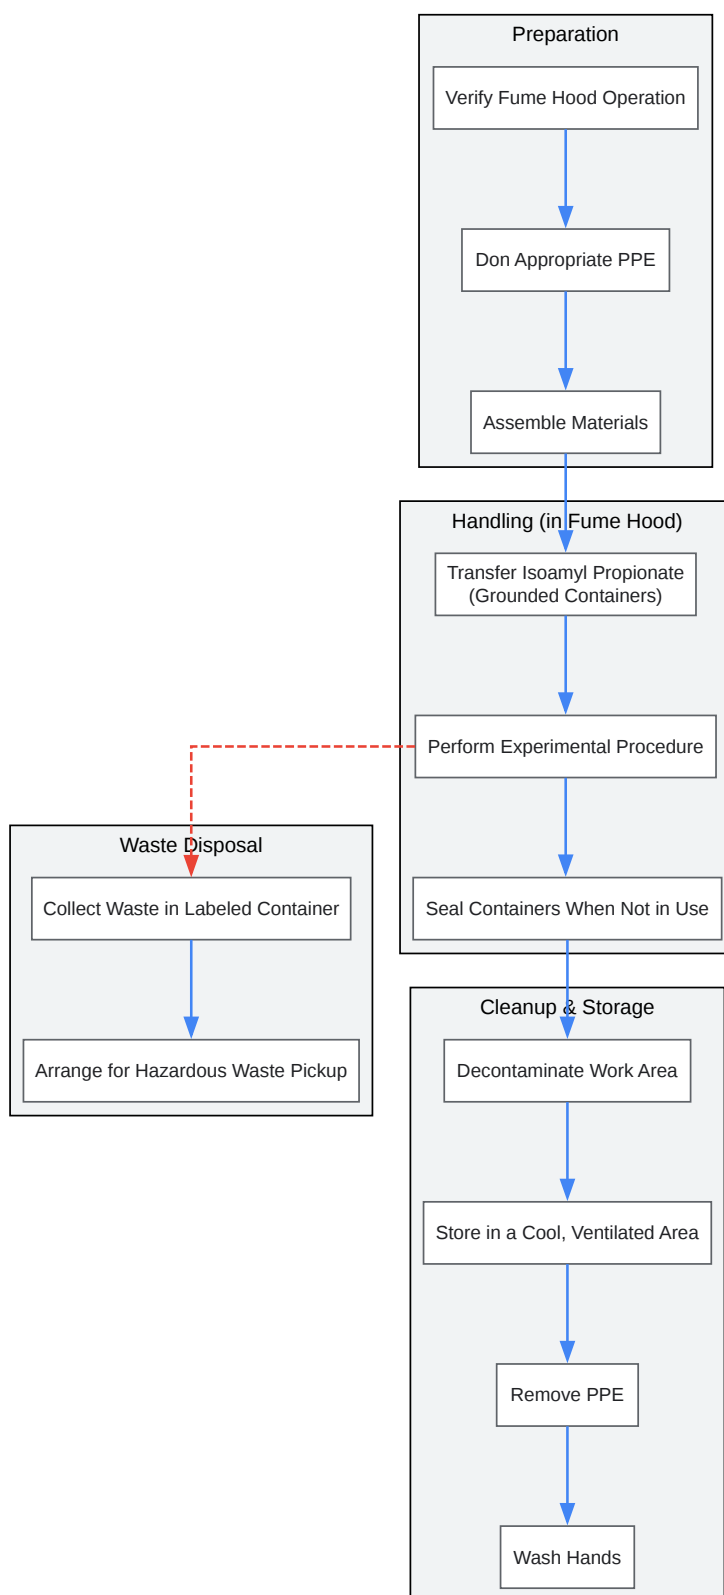 Preparation
Verify Fume Hood Operation
Don Appropriate PPE
Assemble Materials
Handling (in Fume Hood)
Transfer Isoamyl Propionate
(Grounded Containers)
Perform Experimental Procedure
Seal Containers When Not in Use
Waste Disposal
Collect Waste in Labeled Container
Arrange for Hazardous Waste Pickup
Cleanup & Storage
Decontaminate Work Area
Store in a Cool, Ventilated Area
Remove PPE
Wash Hands